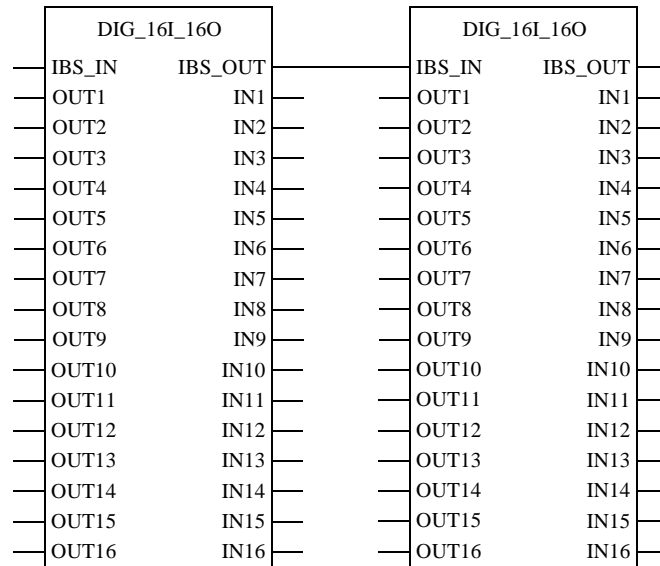 DIG_16I_16O DIG_16I_16O
IBS_IN IBS_OUT IBS_IN IBS_OUT
OUT1 IN1 OUT1 IN1
OUT2 IN2 OUT2 IN2
OUT3 IN3 OUT3 IN3
OUT4 IN4 OUT4 IN4
OUT5 IN5 OUT5 IN5
OUT6 IN6 OUT6 IN6
OUT7 IN7 OUT7 IN7
OUT8 IN8 OUT8 IN8
OUT9 IN9 OUT9 IN9
OUT10 IN10 OUT10 IN10
OUT11 IN11 OUT11 IN11
OUT12 IN12 OUT12 IN12
OUT13 IN13 OUT13 IN13
OUT14 IN14 OUT14 IN14
OUT15 IN15 OUT15 IN15
OUT16 IN16 OUT16 IN16